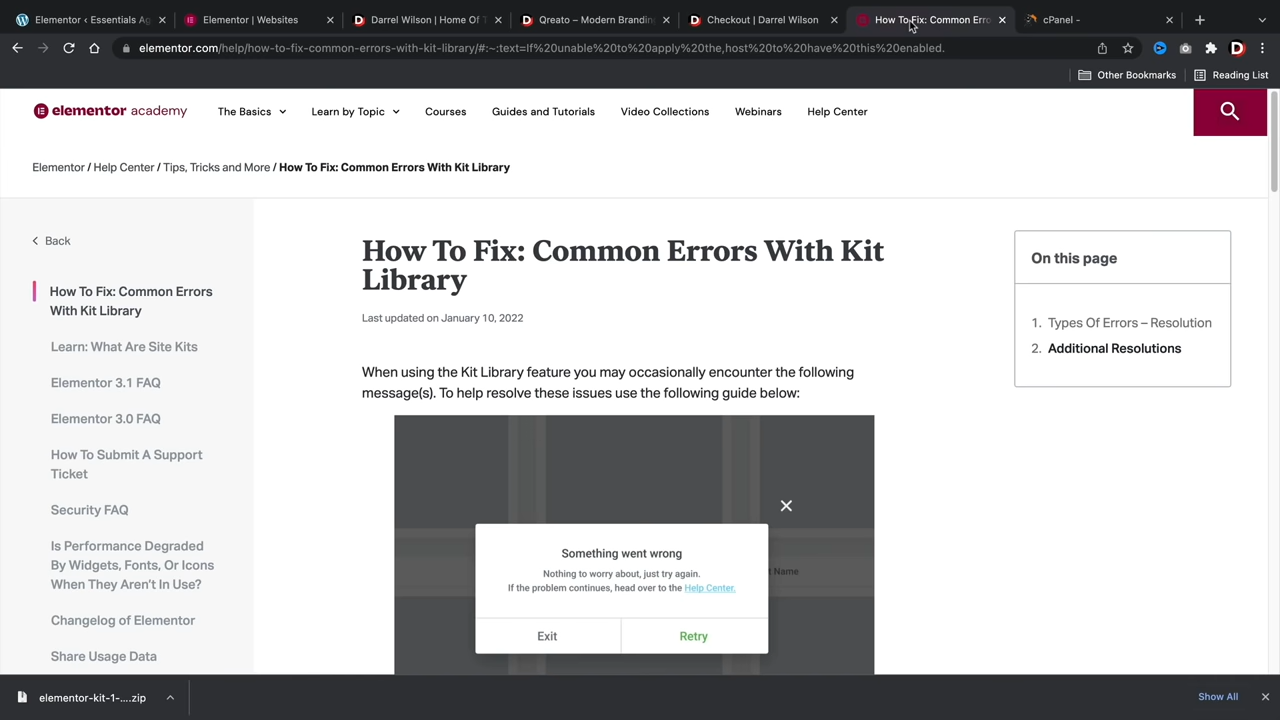 Elementor ‹ Essentials Ag
Elementor | Websites
Darrel Wilson | Home Of T
Qreato – Modern Branding
Checkout | Darrel Wilson
How To Fix: Common Erro
cPanel -
elementor.com/help/how-to-fix-common-errors-with-kit-library/#:~:text=If%20unable%20to%20apply%20the,host%20to%20have%20this%20enabled.
Other Bookmarks
Reading List
elementor academy
The Basics
Learn by Topic
Courses
Guides and Tutorials
Video Collections
Webinars
Help Center
Elementor / Help Center / Tips, Tricks and More / How To Fix: Common Errors With Kit Library
Back
How To Fix: Common Errors
With Kit Library
Learn: What Are Site Kits
Elementor 3.1 FAQ
Elementor 3.0 FAQ
How To Submit A Support
Ticket
Security FAQ
Is Performance Degraded
By Widgets, Fonts, Or Icons
When They Aren't In Use?
Changelog of Elementor
Share Usage Data
How To Fix: Common Errors With Kit
Library
Last updated on January 10, 2022
When using the Kit Library feature you may occasionally encounter the following
message(s). To help resolve these issues use the following guide below:
t Name
Something went wrong
Nothing to worry about, just try again.
If the problem continues, head over to the Help Center.
Exit
Retry
On this page
1. Types Of Errors – Resolution
2. Additional Resolutions
elementor-kit-1-....zip
Show All